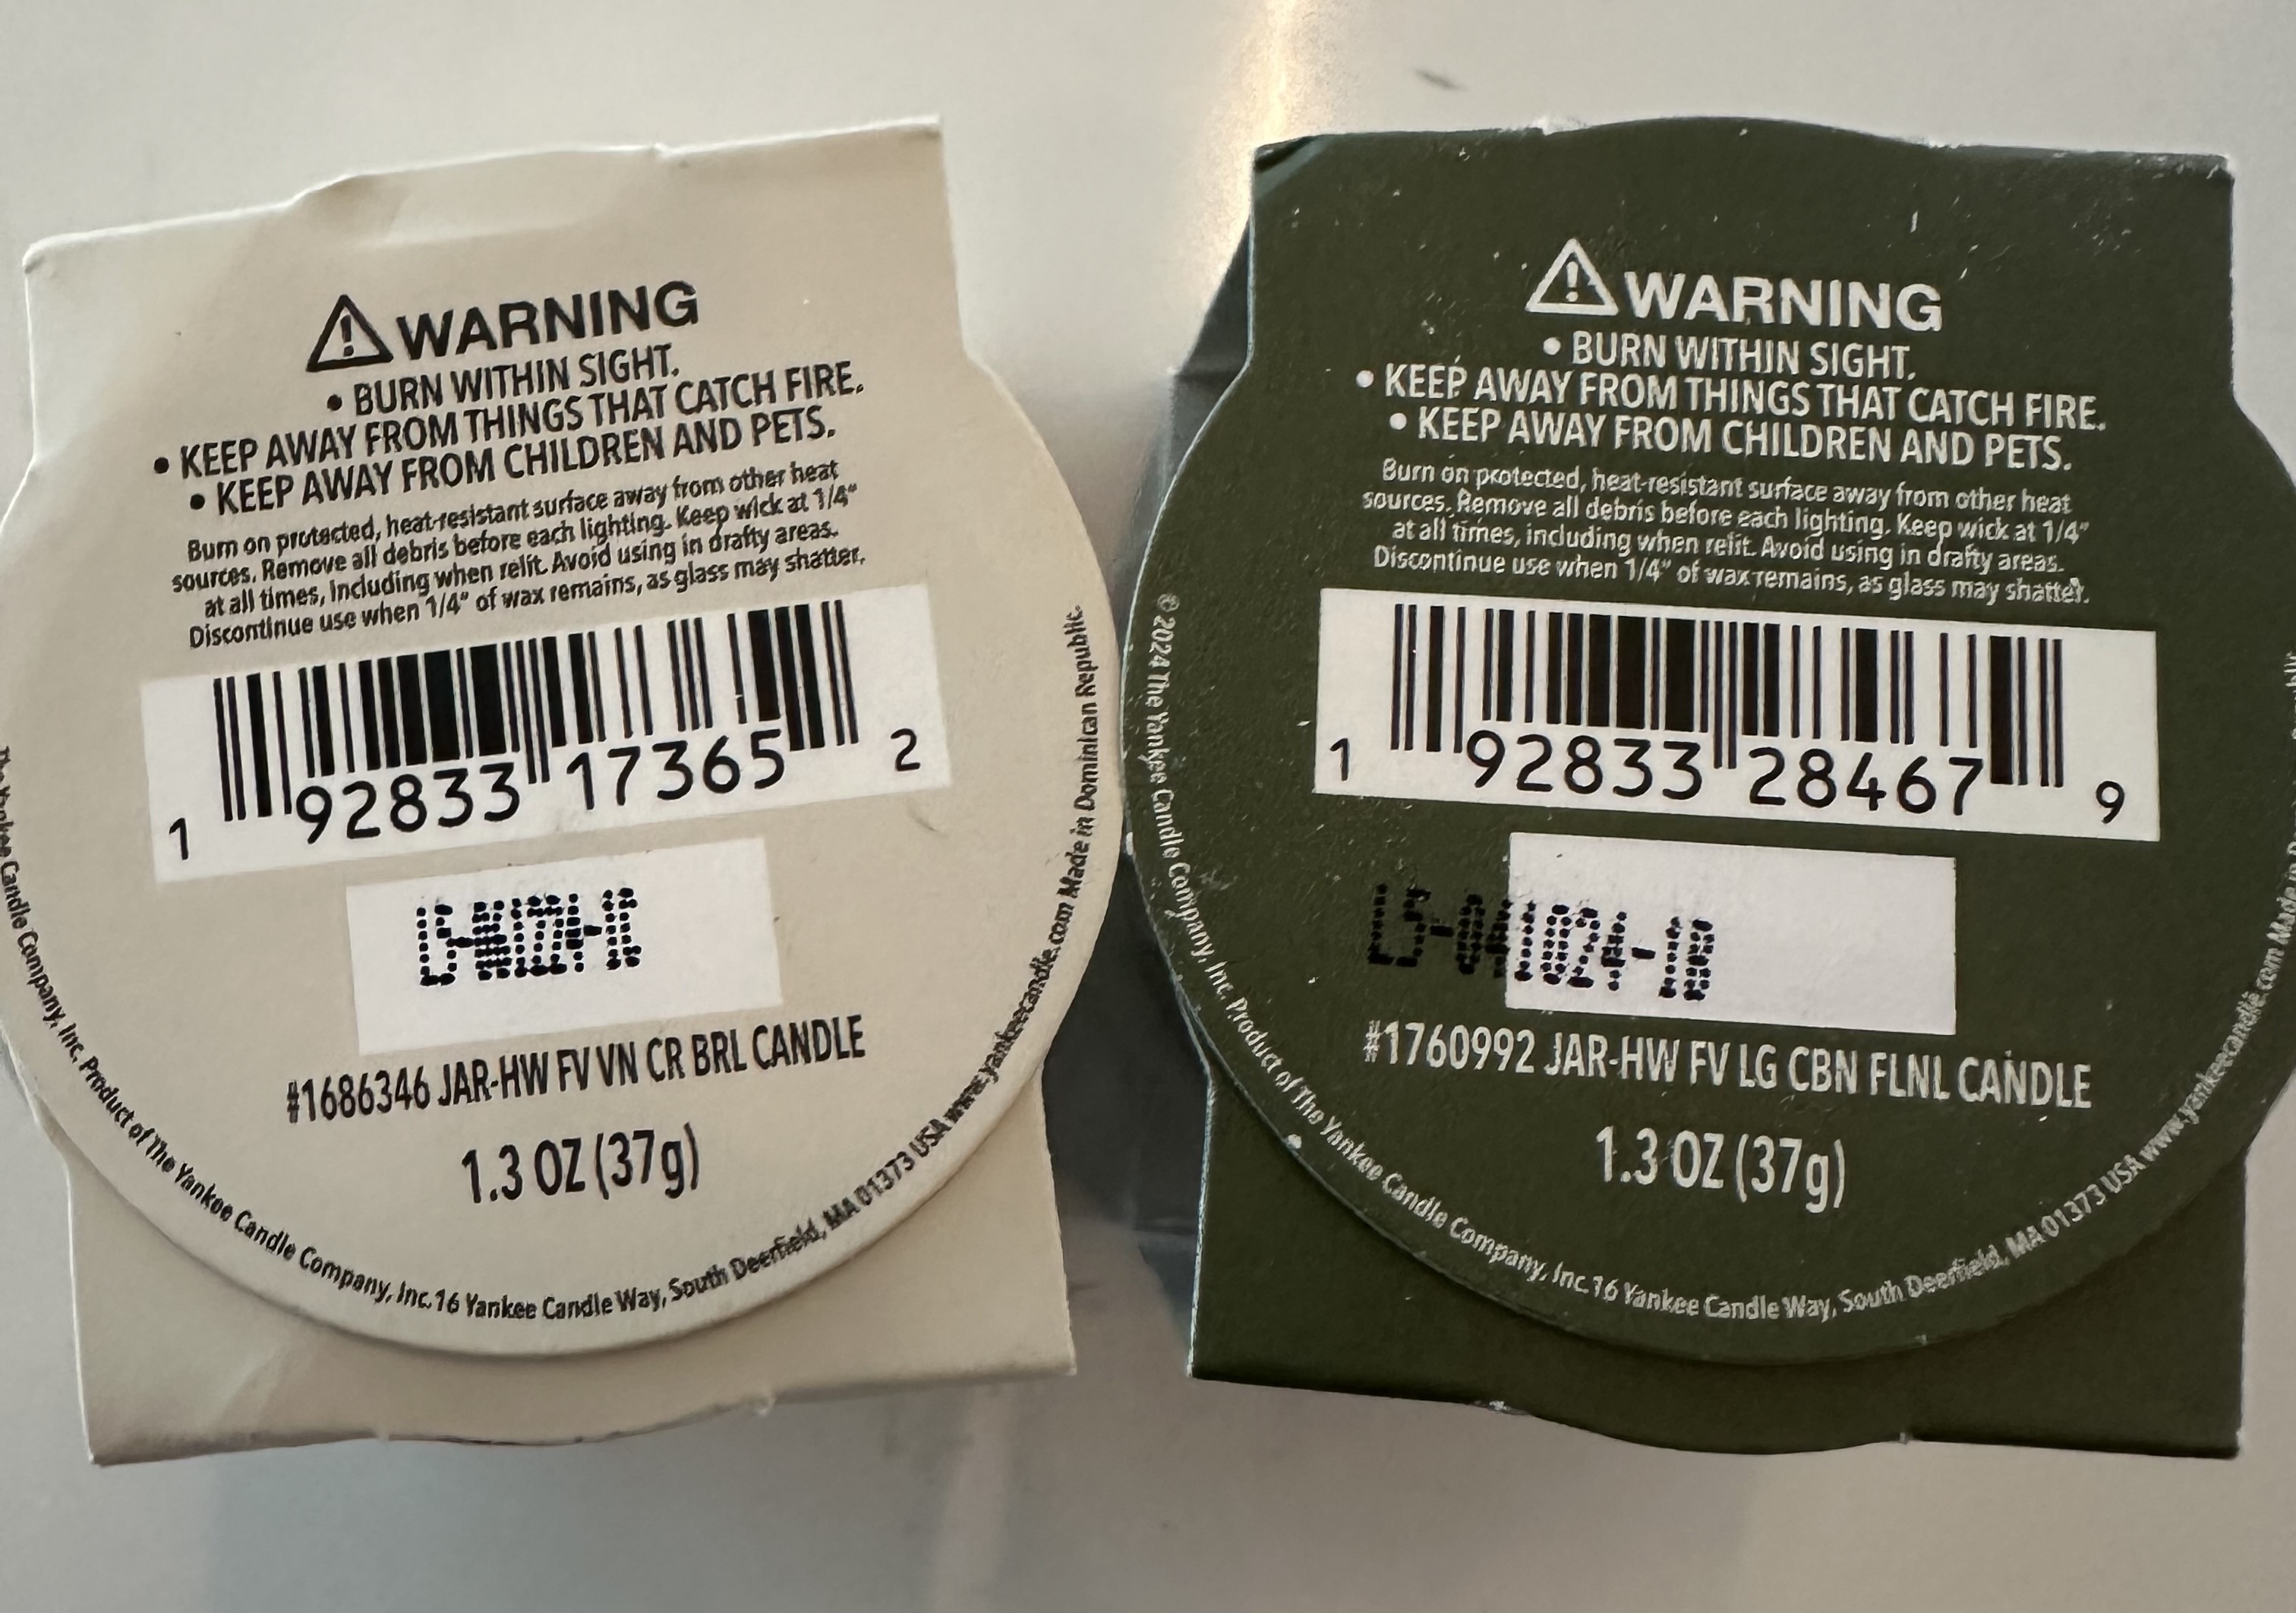 WARNING
• BURN WITHIN SIGHT.
• KEEP AWAY FROM THINGS THAT CATCH FIRE.
• KEEP AWAY FROM CHILDREN AND PETS.
Burn on protected, heat-resistant surface away from other heat
sources. Remove all debris before each lighting. Keep wick at 1/4"
at all times, including when relit. Avoid using in drafty areas.
Discontinue use when 1/4" of wax remains, as glass may shatter.
1 92833 17365 2
#1686346 JAR-HW FV VN CR BRL CANDLE
1.3 OZ (37g)
The Yankee Candle Company, Inc. Product of The Yankee Candle Company, Inc. 16 Yankee Candle Way, South Deerfield, MA 01373 USA www.yankeecandle.com Made in Dominican Republic.
WARNING
• BURN WITHIN SIGHT.
• KEEP AWAY FROM THINGS THAT CATCH FIRE.
• KEEP AWAY FROM CHILDREN AND PETS.
Burn on protected, heat-resistant surface away from other heat
sources. Remove all debris before each lighting. Keep wick at 1/4"
at all times, including when relit. Avoid using in drafty areas.
Discontinue use when 1/4" of wax remains, as glass may shatter.
1 92833 28467 9
#1760992 JAR-HW FV LG CBN FLNL CANDLE
1.3 OZ (37g)
© 2024 The Yankee Candle Company, Inc. Product of The Yankee Candle Company, Inc. 16 Yankee Candle Way, South Deerfield, MA 01373 USA www.yankeecandle.com Made in